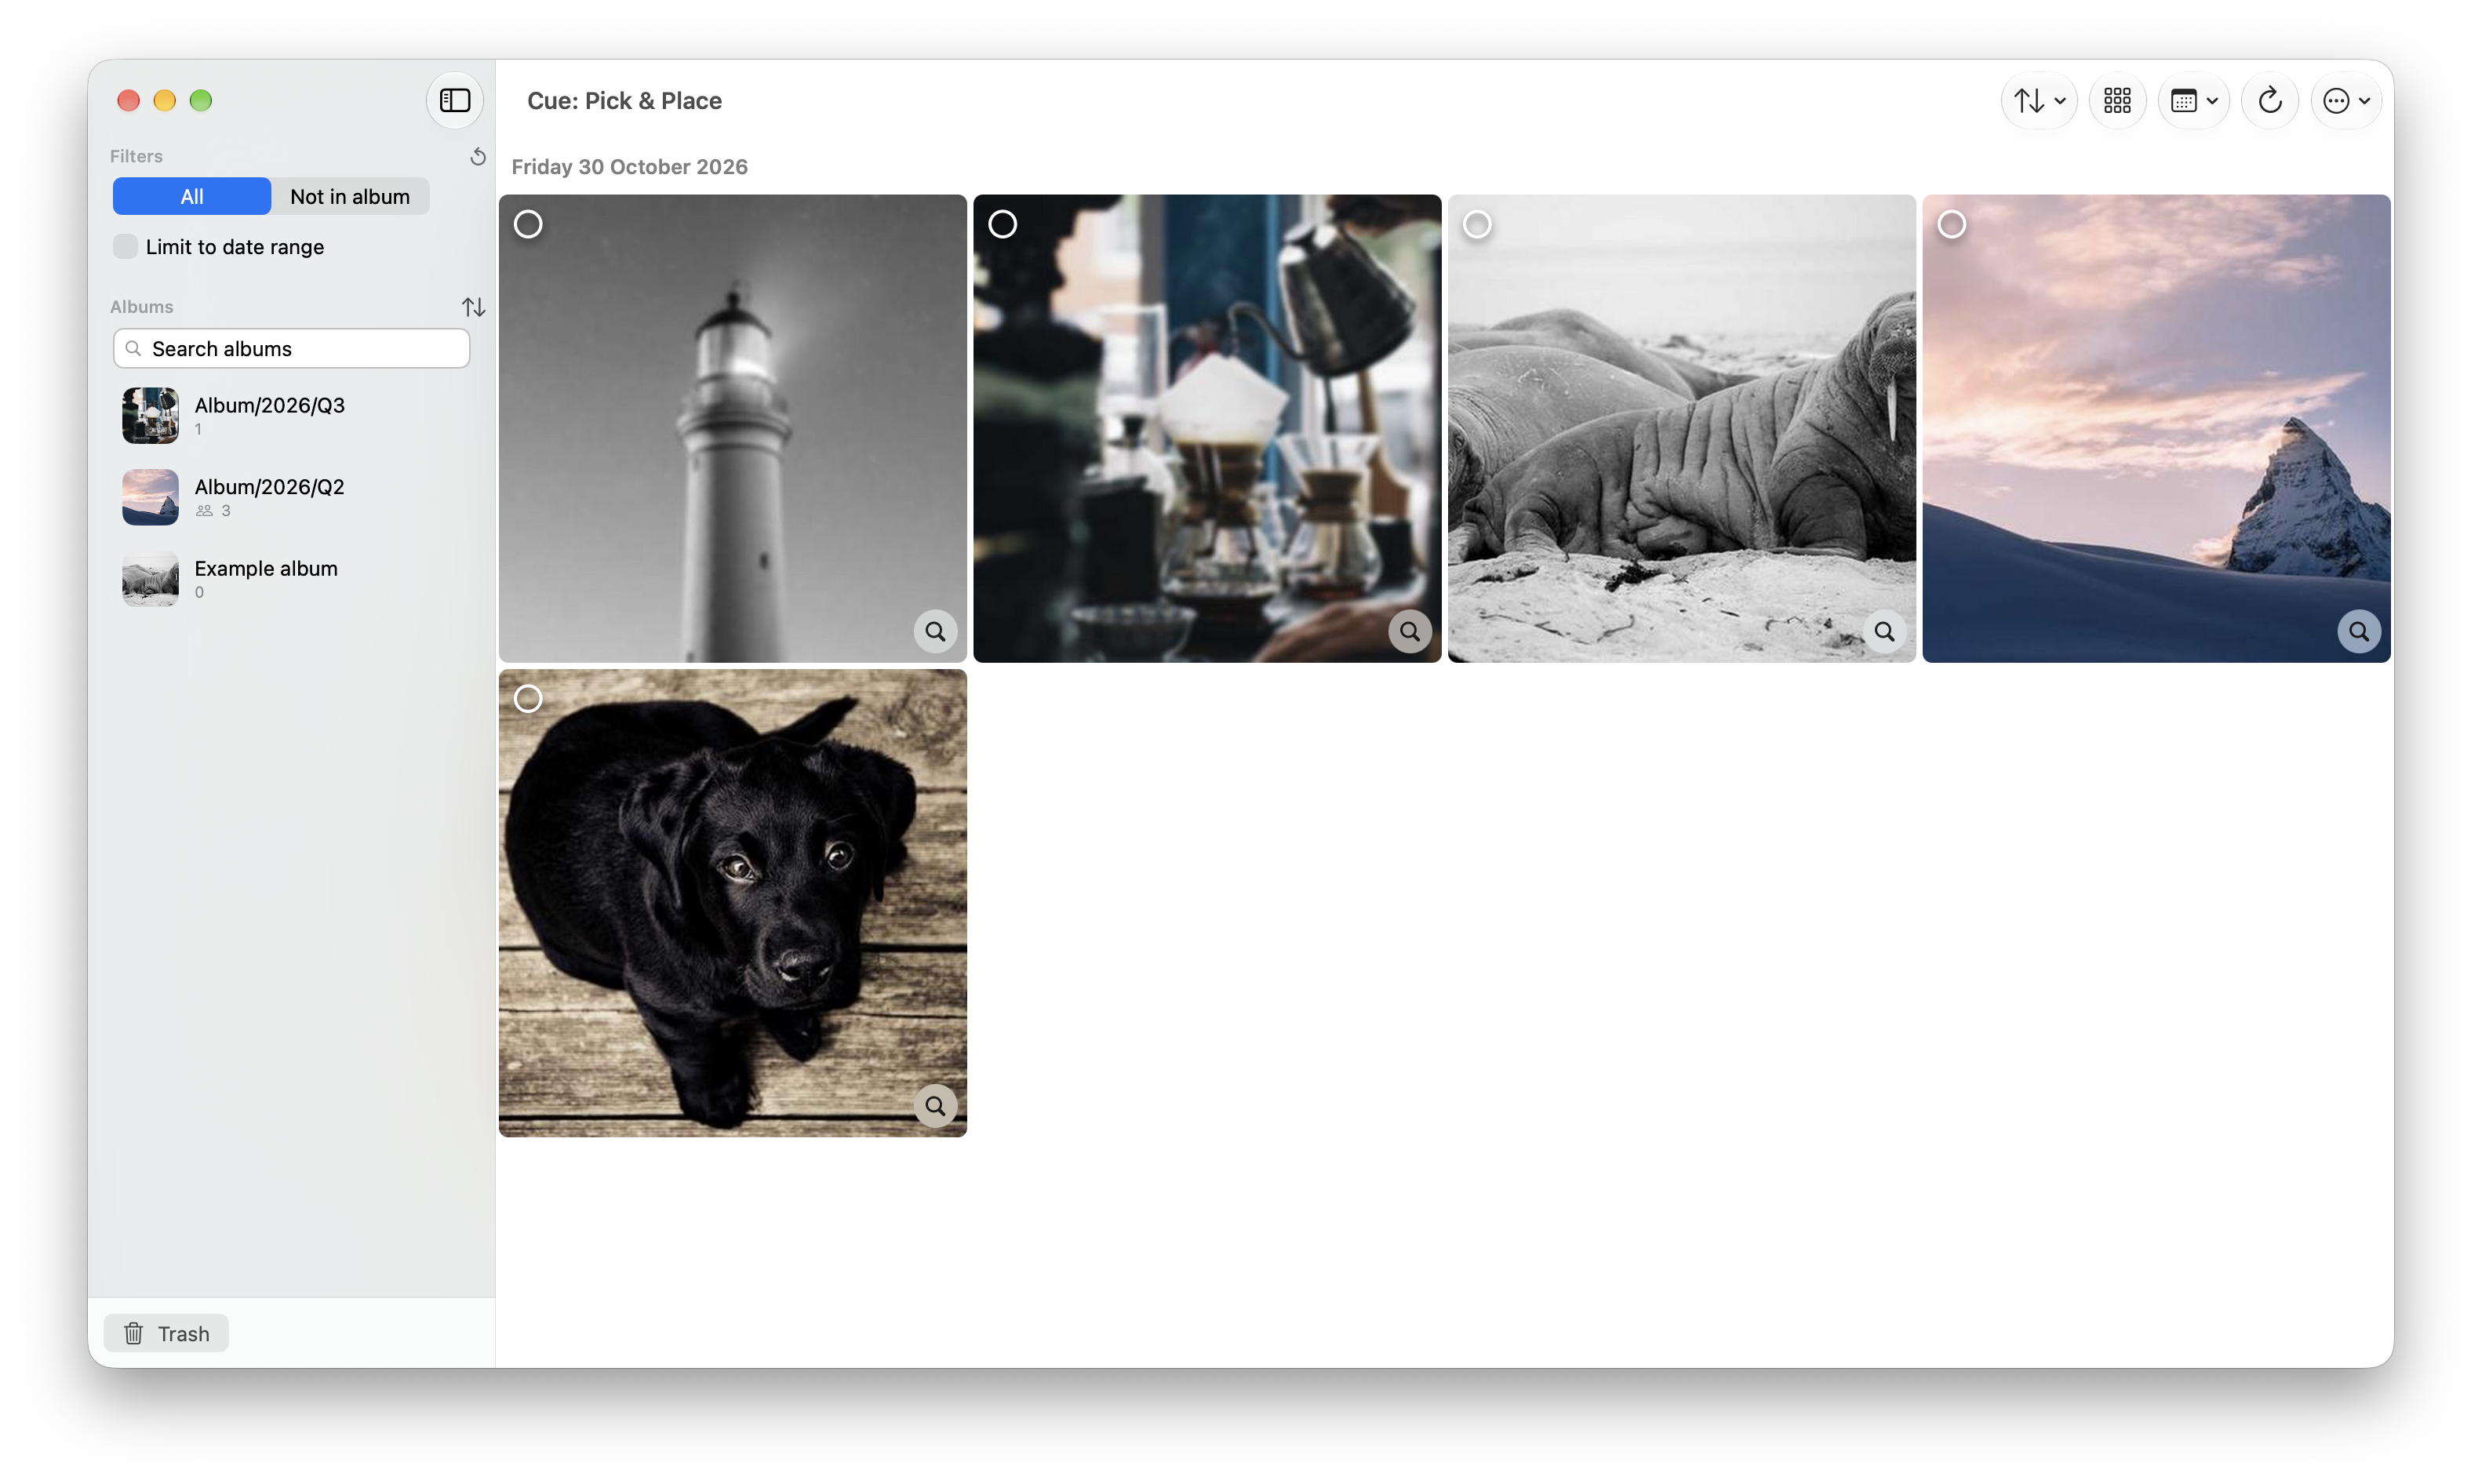 Cue: Pick & Place
Filters
All
Not in album
Limit to date range
Albums
Search albums
Album/2026/Q3
1
Album/2026/Q2
3
Example album
0
Trash
Friday 30 October 2026